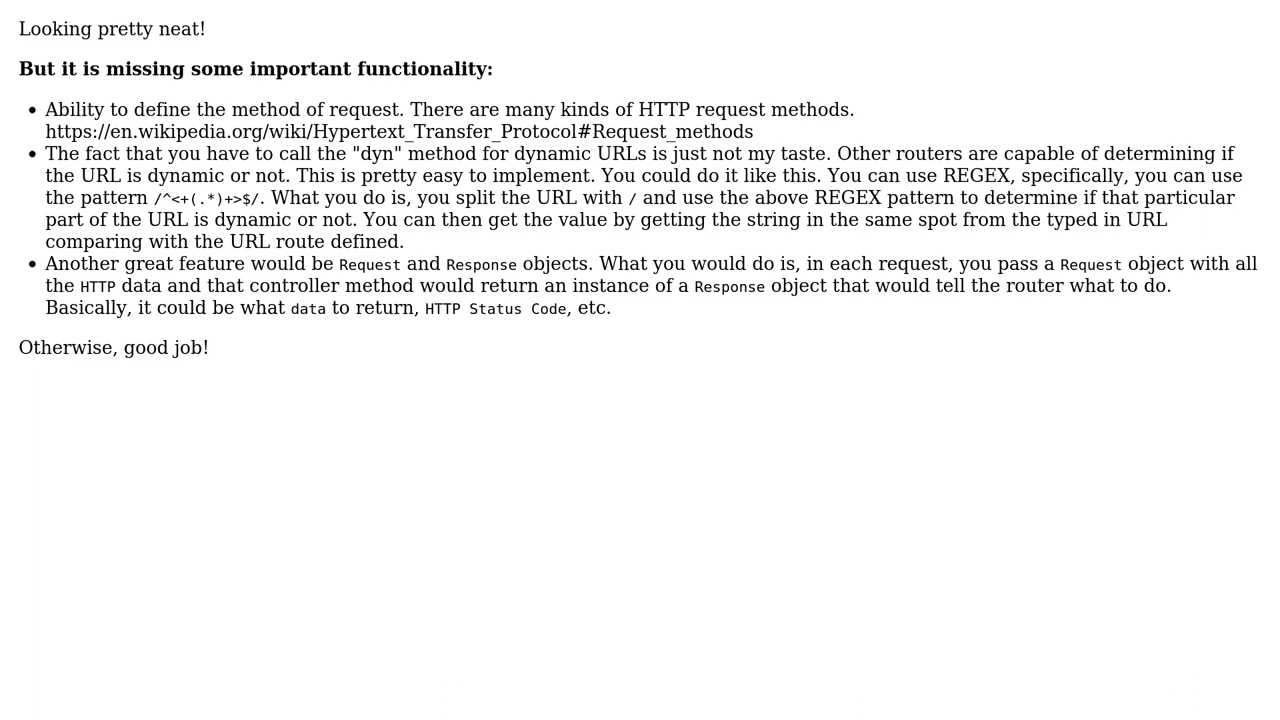 Looking pretty neat!
But it is missing some important functionality:
Ability to define the method of request. There are many kinds of HTTP request methods.
https://en.wikipedia.org/wiki/Hypertext_Transfer_Protocol#Request_methods
The fact that you have to call the "dyn" method for dynamic URLs is just not my taste. Other routers are capable of determining if
the URL is dynamic or not. This is pretty easy to implement. You could do it like this. You can use REGEX, specifically, you can use
the pattern /^<+(.*)+>$/. What you do is, you split the URL with / and use the above REGEX pattern to determine if that particular
part of the URL is dynamic or not. You can then get the value by getting the string in the same spot from the typed in URL
comparing with the URL route defined.
Another great feature would be Request and Response objects. What you would do is, in each request, you pass a Request object with all
the HTTP data and that controller method would return an instance of a Response object that would tell the router what to do.
Basically, it could be what data to return, HTTP Status Code, etc.
Otherwise, good job!